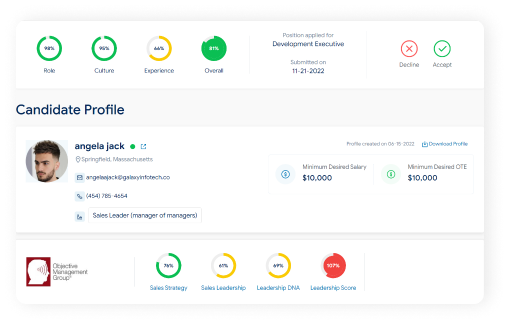 98%
95%
66%
81%
Role
Culture
Experience
Overall
Position applied for
Development Executive
Submitted on
11-21-2022
Decline
Accept
Candidate Profile
angela jack
Springfield, Massachusetts
Profile created on 06-15-2022
Download Profile
angelaajack@galaxyinfotech.co
(454) 785-4654
Sales Leader (manager of managers)
Minimum Desired Salary
$10,000
Minimum Desired OTE
$10,000
Objective
Management
Group®
76%
61%
69%
107%
Sales Strategy
Sales Leadership
Leadership DNA
Leadership Score